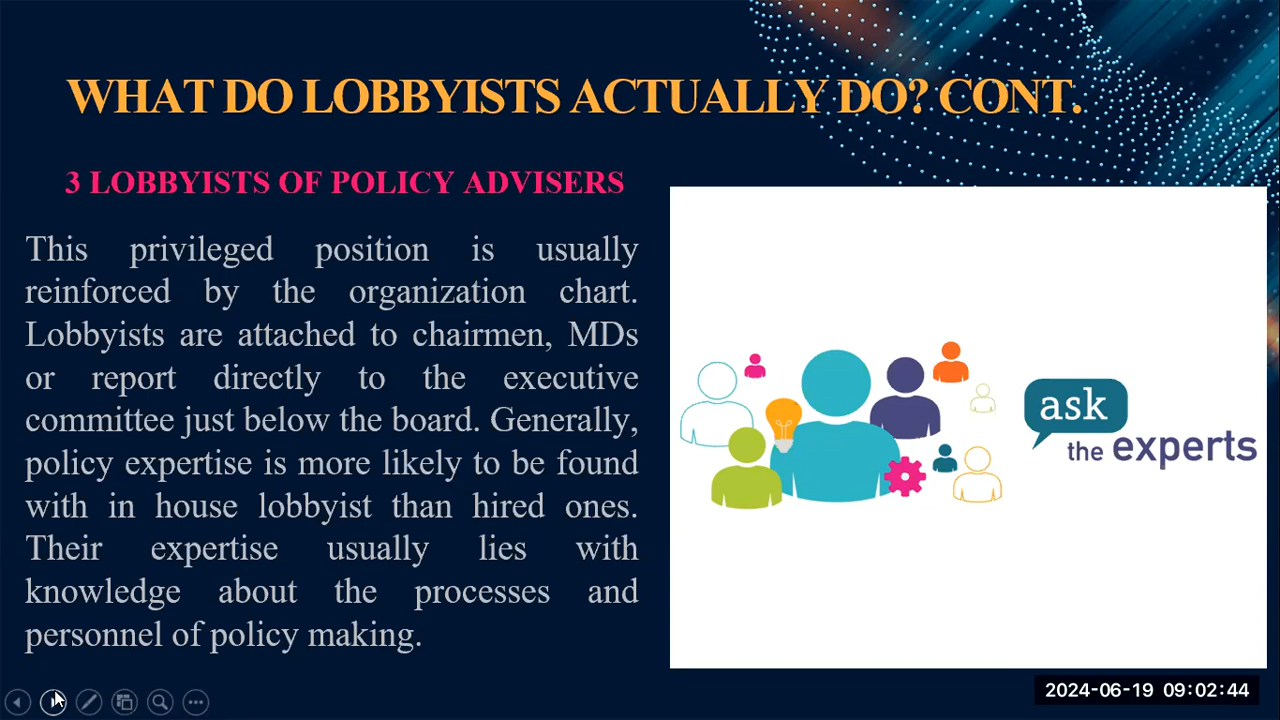 WHAT DO LOBBYISTS ACTUALLY DO? CONT.
3 LOBBYISTS OF POLICY ADVISERS
This privileged position is usually
reinforced by the organization chart.
Lobbyists are attached to chairmen, MDs
or report directly to the executive
committee just below the board. Generally,
policy expertise is more likely to be found
with in house lobbyist than hired ones.
Their expertise usually lies with
knowledge about the processes and
personnel of policy making.
ask
the experts
2024-06-19 09:02:44